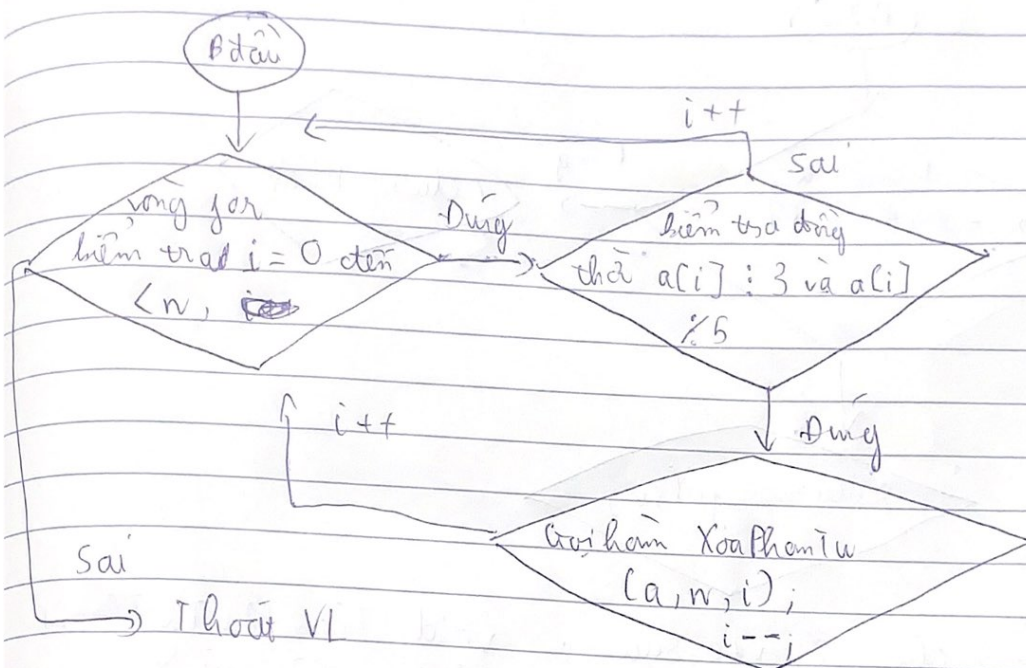 Bđầu
i++
Sai
vòng for
kiểm tra i = 0 đến
<n,
Đúng
kiểm tra đồng
thời a[i] ⋮ 3 và a[i]
%5
i++
Đúng
Gọi hàm XoaPhanTu
(a,n,i);
i--;
Sai
Thoát VL